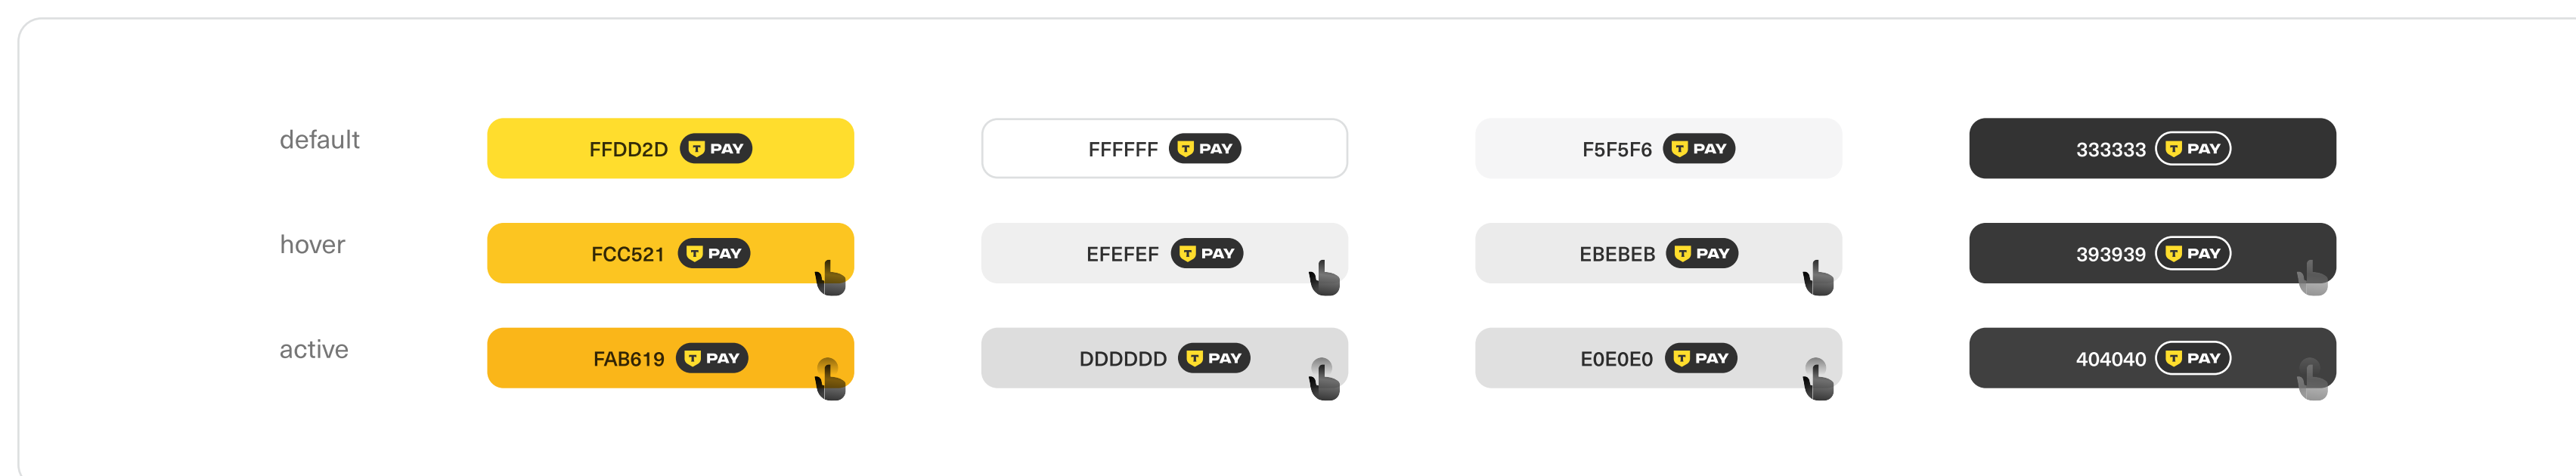 default FFDD2D T PAY FFFFFF T PAY F5F5F6 T PAY 333333 T PAY
hover FCC521 T PAY EFEFEF T PAY EBEBEB T PAY 393939 T PAY
active FAB619 T PAY DDDDDD T PAY E0E0E0 T PAY 404040 T PAY